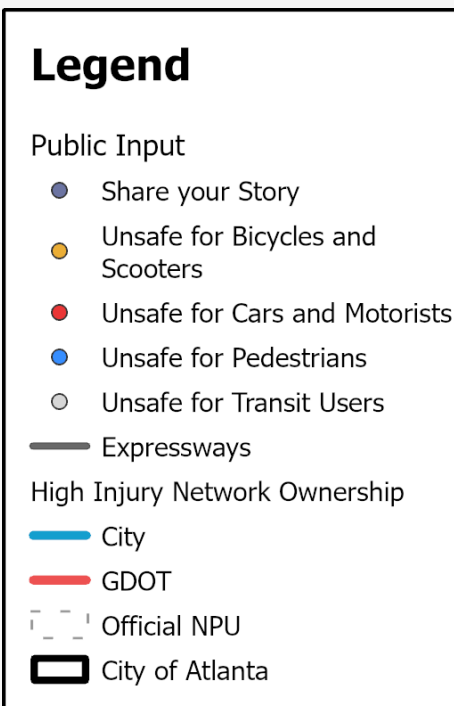 Legend
Public Input
Share your Story
Unsafe for Bicycles and
Scooters
Unsafe for Cars and Motorists
Unsafe for Pedestrians
Unsafe for Transit Users
Expressways
High Injury Network Ownership
City
GDOT
Official NPU
City of Atlanta